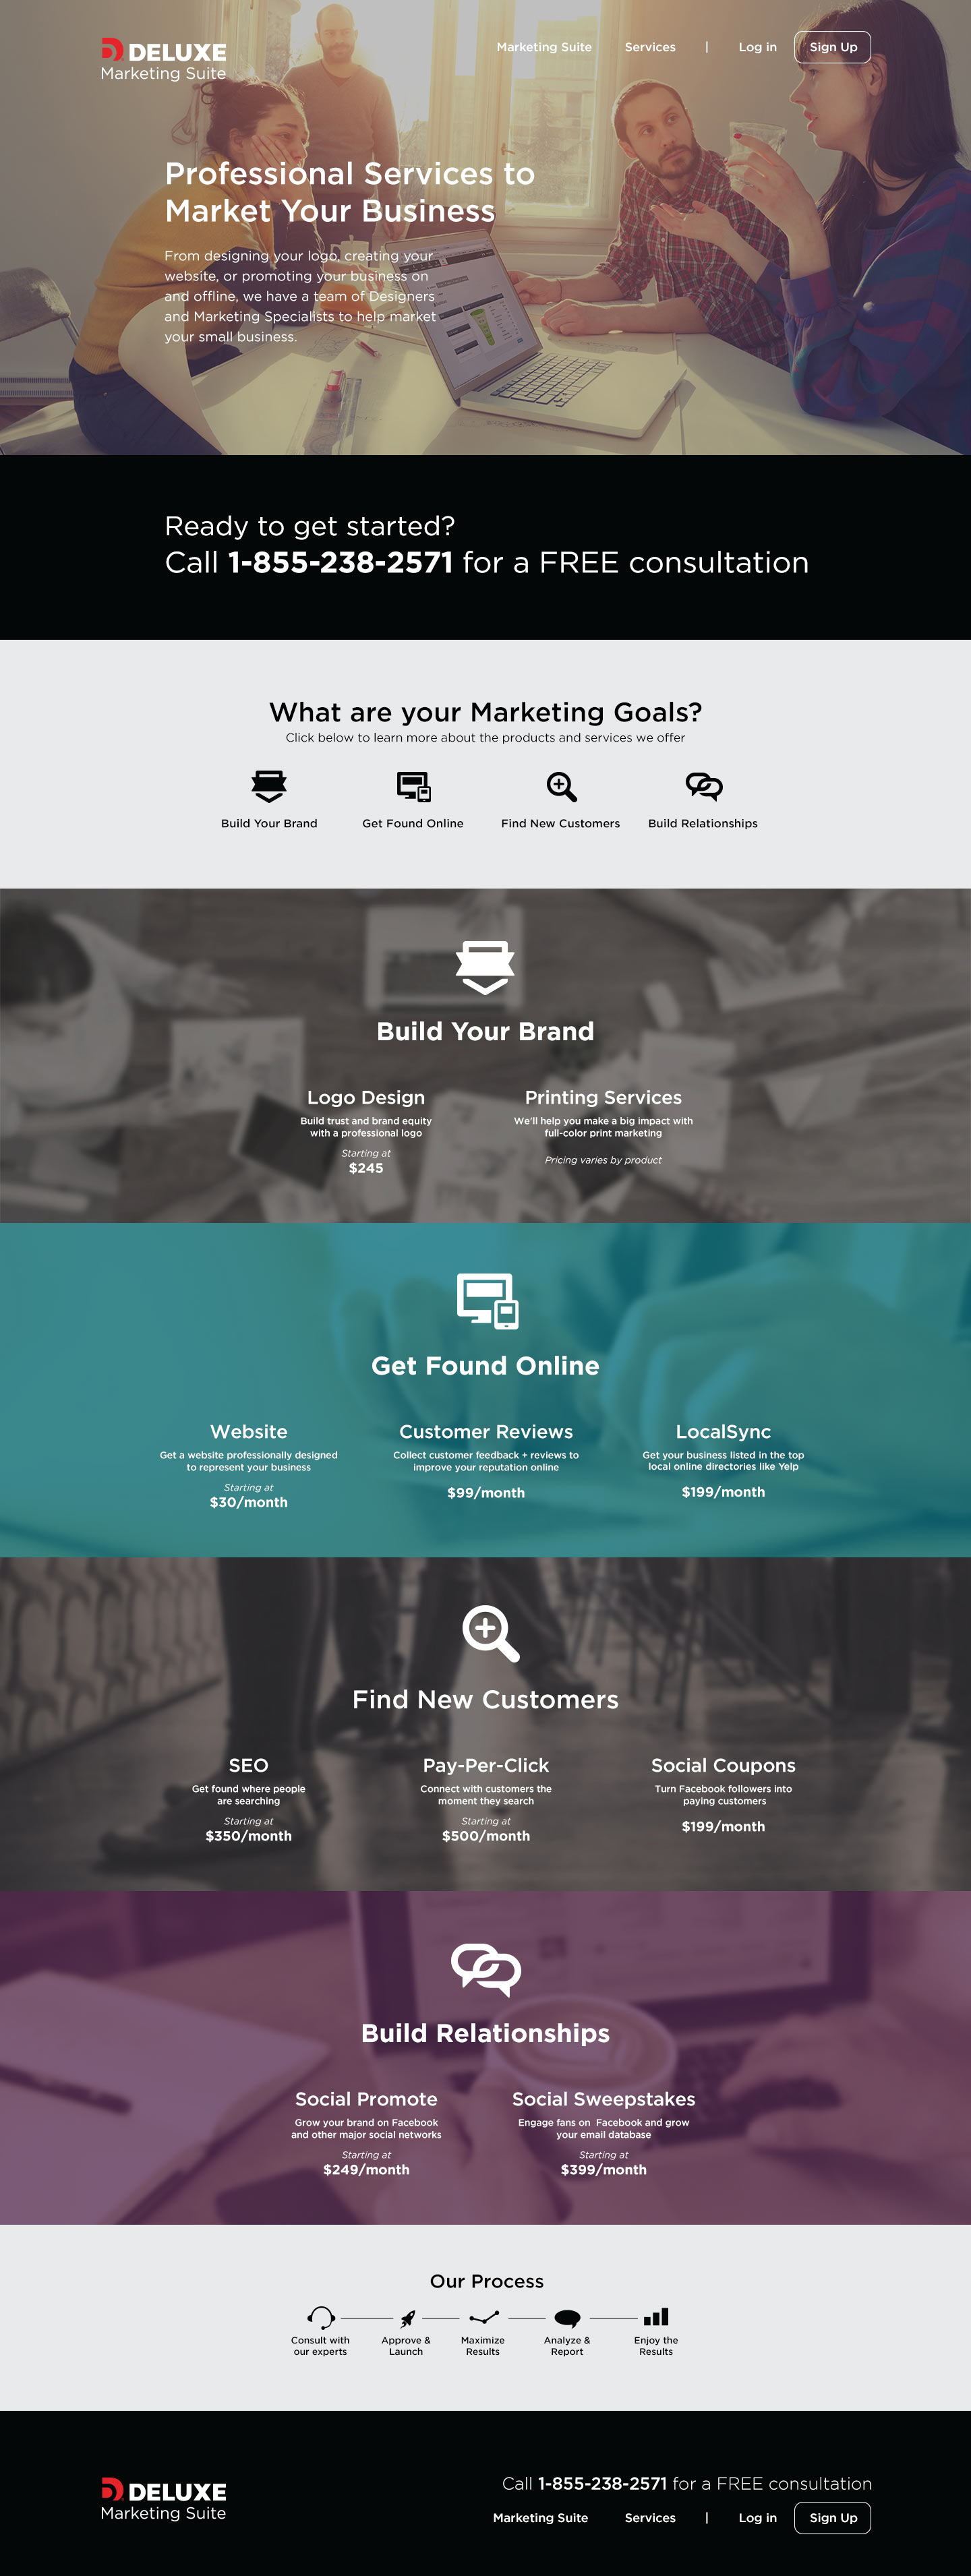 DELUXE
Marketing Suite
Marketing Suite Services | Log in Sign Up
Professional Services to
Market Your Business
From designing your logo, creating your
website, or promoting your business on
and offline, we have a team of Designers
and Marketing Specialists to help market
your small business.
Ready to get started?
Call 1-855-238-2571 for a FREE consultation
What are your Marketing Goals?
Click below to learn more about the products and services we offer
Build Your Brand
Get Found Online
Find New Customers
Build Relationships
Build Your Brand
Logo Design
Build trust and brand equity
with a professional logo
Starting at
$245
Printing Services
We'll help you make a big impact with
full-color print marketing
Pricing varies by product
Get Found Online
Website
Get a website professionally designed
to represent your business
Starting at
$30/month
Customer Reviews
Collect customer feedback + reviews to
improve your reputation online
$99/month
LocalSync
Get your business listed in the top
local online directories like Yelp
$199/month
Find New Customers
SEO
Get found where people
are searching
Starting at
$350/month
Pay-Per-Click
Connect with customers the
moment they search
Starting at
$500/month
Social Coupons
Turn Facebook followers into
paying customers
$199/month
Build Relationships
Social Promote
Grow your brand on Facebook
and other major social networks
Starting at
$249/month
Social Sweepstakes
Engage fans on Facebook and grow
your email database
Starting at
$399/month
Our Process
Consult with
our experts
Approve &
Launch
Maximize
Results
Analyze &
Report
Enjoy the
Results
DELUXE
Marketing Suite
Call 1-855-238-2571 for a FREE consultation
Marketing Suite Services | Log in Sign Up